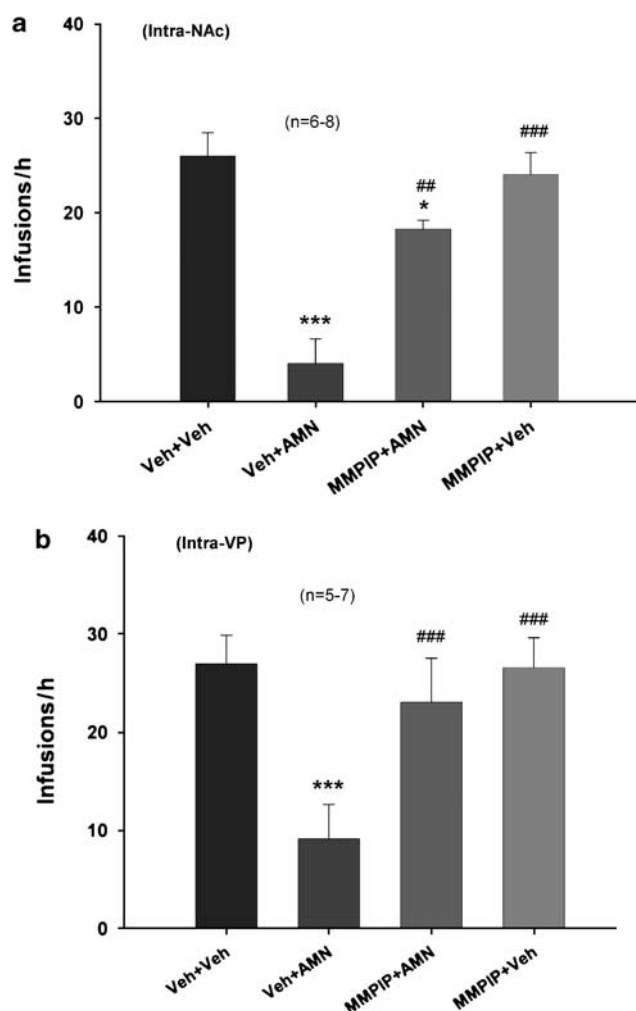 a
(Intra-NAc)
40
30
20
10
0
Infusions/h
(n=6-8)
***
##
*
###
Veh+Veh
Veh+AMN
MMPIP+AMN
MMPIP+Veh
b
(Intra-VP)
40
30
20
10
0
Infusions/h
(n=5-7)
***
###
###
Veh+Veh
Veh+AMN
MMPIP+AMN
MMPIP+Veh